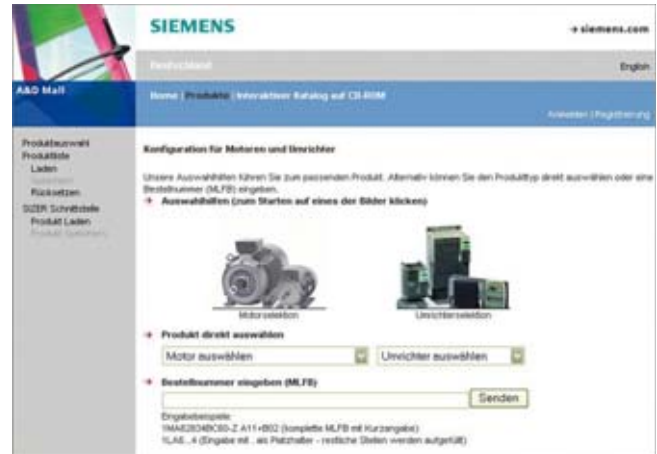 SIEMENS
→ siemens.com
Deutschland
English
A&D Mall
Home | Produkte | Interaktiver Katalog auf CD-ROM
Anmelden | Registrierung
Produktauswahl
Produktliste
Laden
Speichern
Rücksetzen
SIZER Schnittstelle
Produkt Laden
Produkt Speichern
Konfiguration für Motoren und Umrichter
Unsere Auswahlhilfen führen Sie zum passenden Produkt. Alternativ können Sie den Produkttyp direkt auswählen oder eine
Bestellnummer (MLFB) eingeben.
→ Auswahlhilfen (zum Starten auf eines der Bilder klicken)
Motorselektion
Umrichterselektion
→ Produkt direkt auswählen
Motor auswählen
Umrichter auswählen
→ Bestellnummer eingeben (MLFB)
Senden
Eingabebeispiele:
(komplette MLFB mit Kurzangabe)
1LA6...4 (Eingabe mit . als Platzhalter - restliche Stellen werden aufgefüllt)